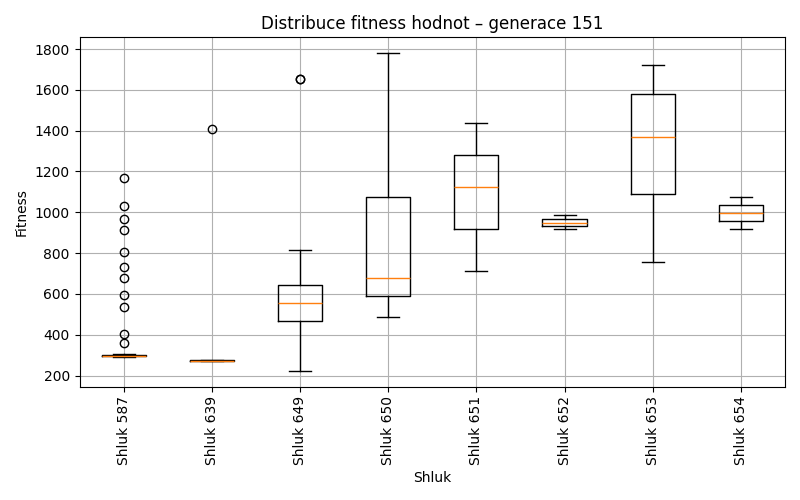 Distribuce fitness hodnot – generace 151
1800
1600
1400
1200
1000
800
600
400
200
Fitness
Shluk 587
Shluk 639
Shluk 649
Shluk 650
Shluk 651
Shluk 652
Shluk 653
Shluk 654
Shluk